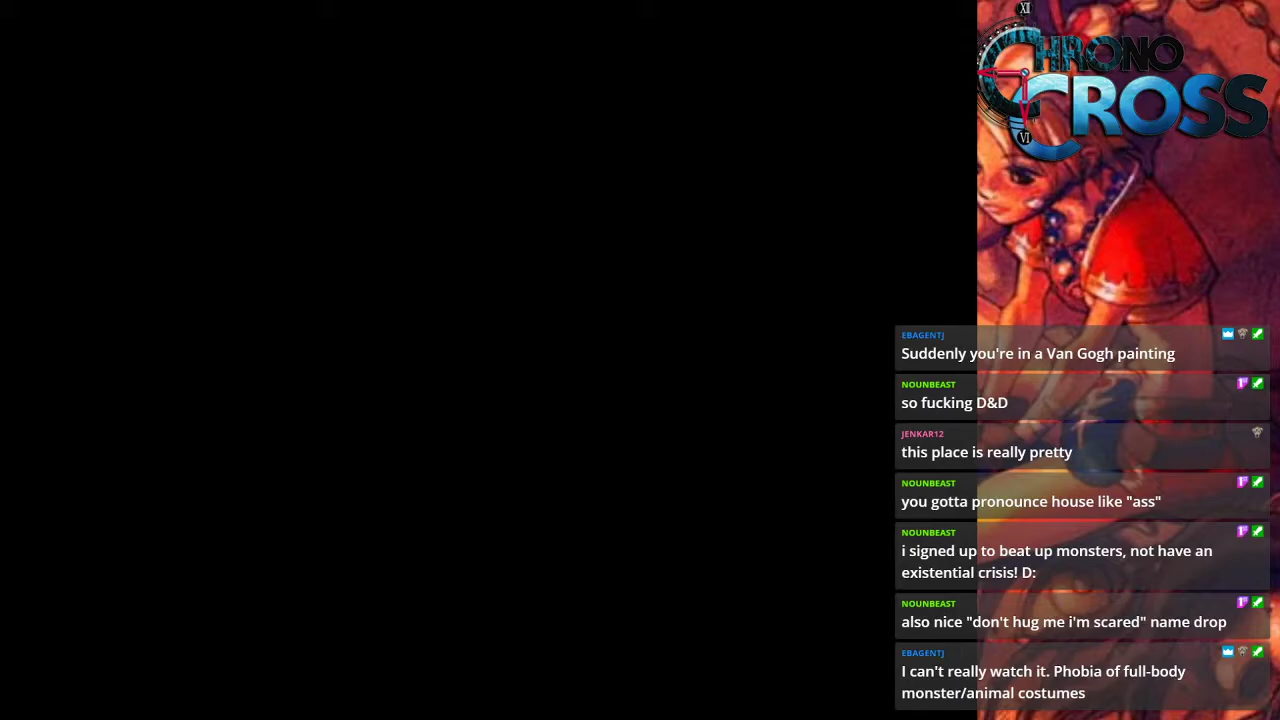 XII
CHRONO
CROSS
VI
EBAGENTJ
Suddenly you're in a Van Gogh painting
NOUNBEAST
so fucking D&D
JENKAR12
this place is really pretty
NOUNBEAST
you gotta pronounce house like "ass"
NOUNBEAST
i signed up to beat up monsters, not have an
existential crisis! D:
NOUNBEAST
also nice "don't hug me i'm scared" name drop
EBAGENTJ
I can't really watch it. Phobia of full-body
monster/animal costumes